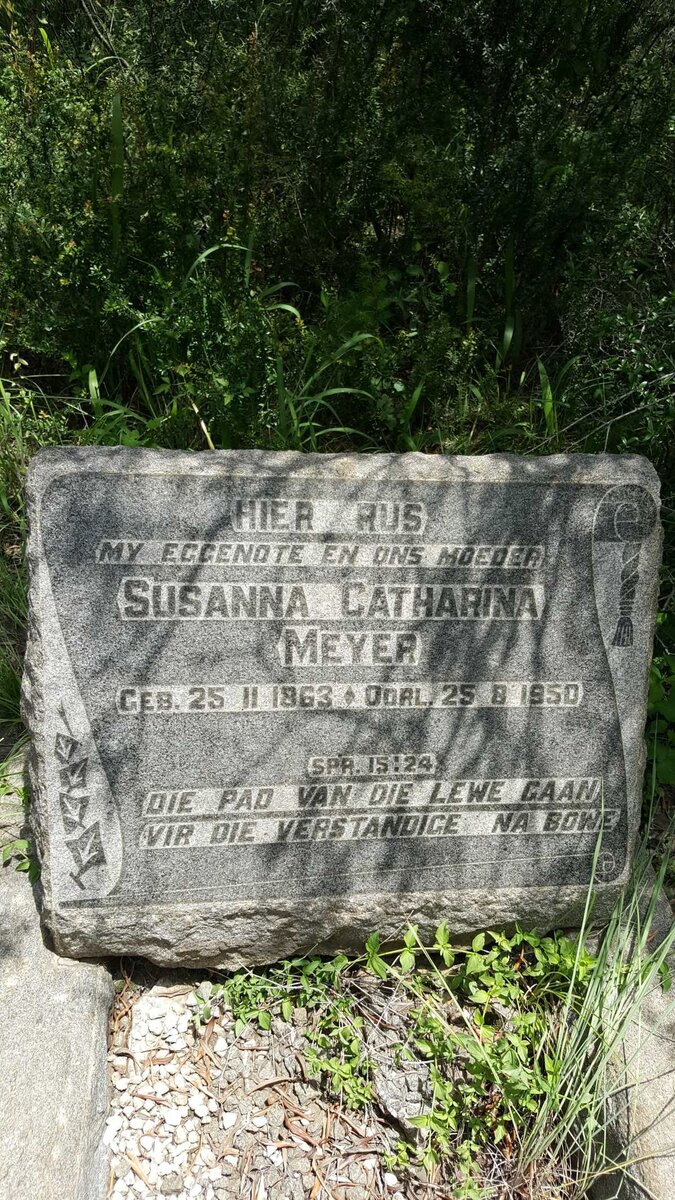 HIER RUS
MY EGGENOTE EN ONS MOEDER
SUSANNA CATHARINA
MEYER
GEB. 25 11 1863 ♦ OORL. 25 8 1950
SPR. 15:24
DIE PAD VAN DIE LEWE GAAN
VIR DIE VERSTANDIGE NA BOWE